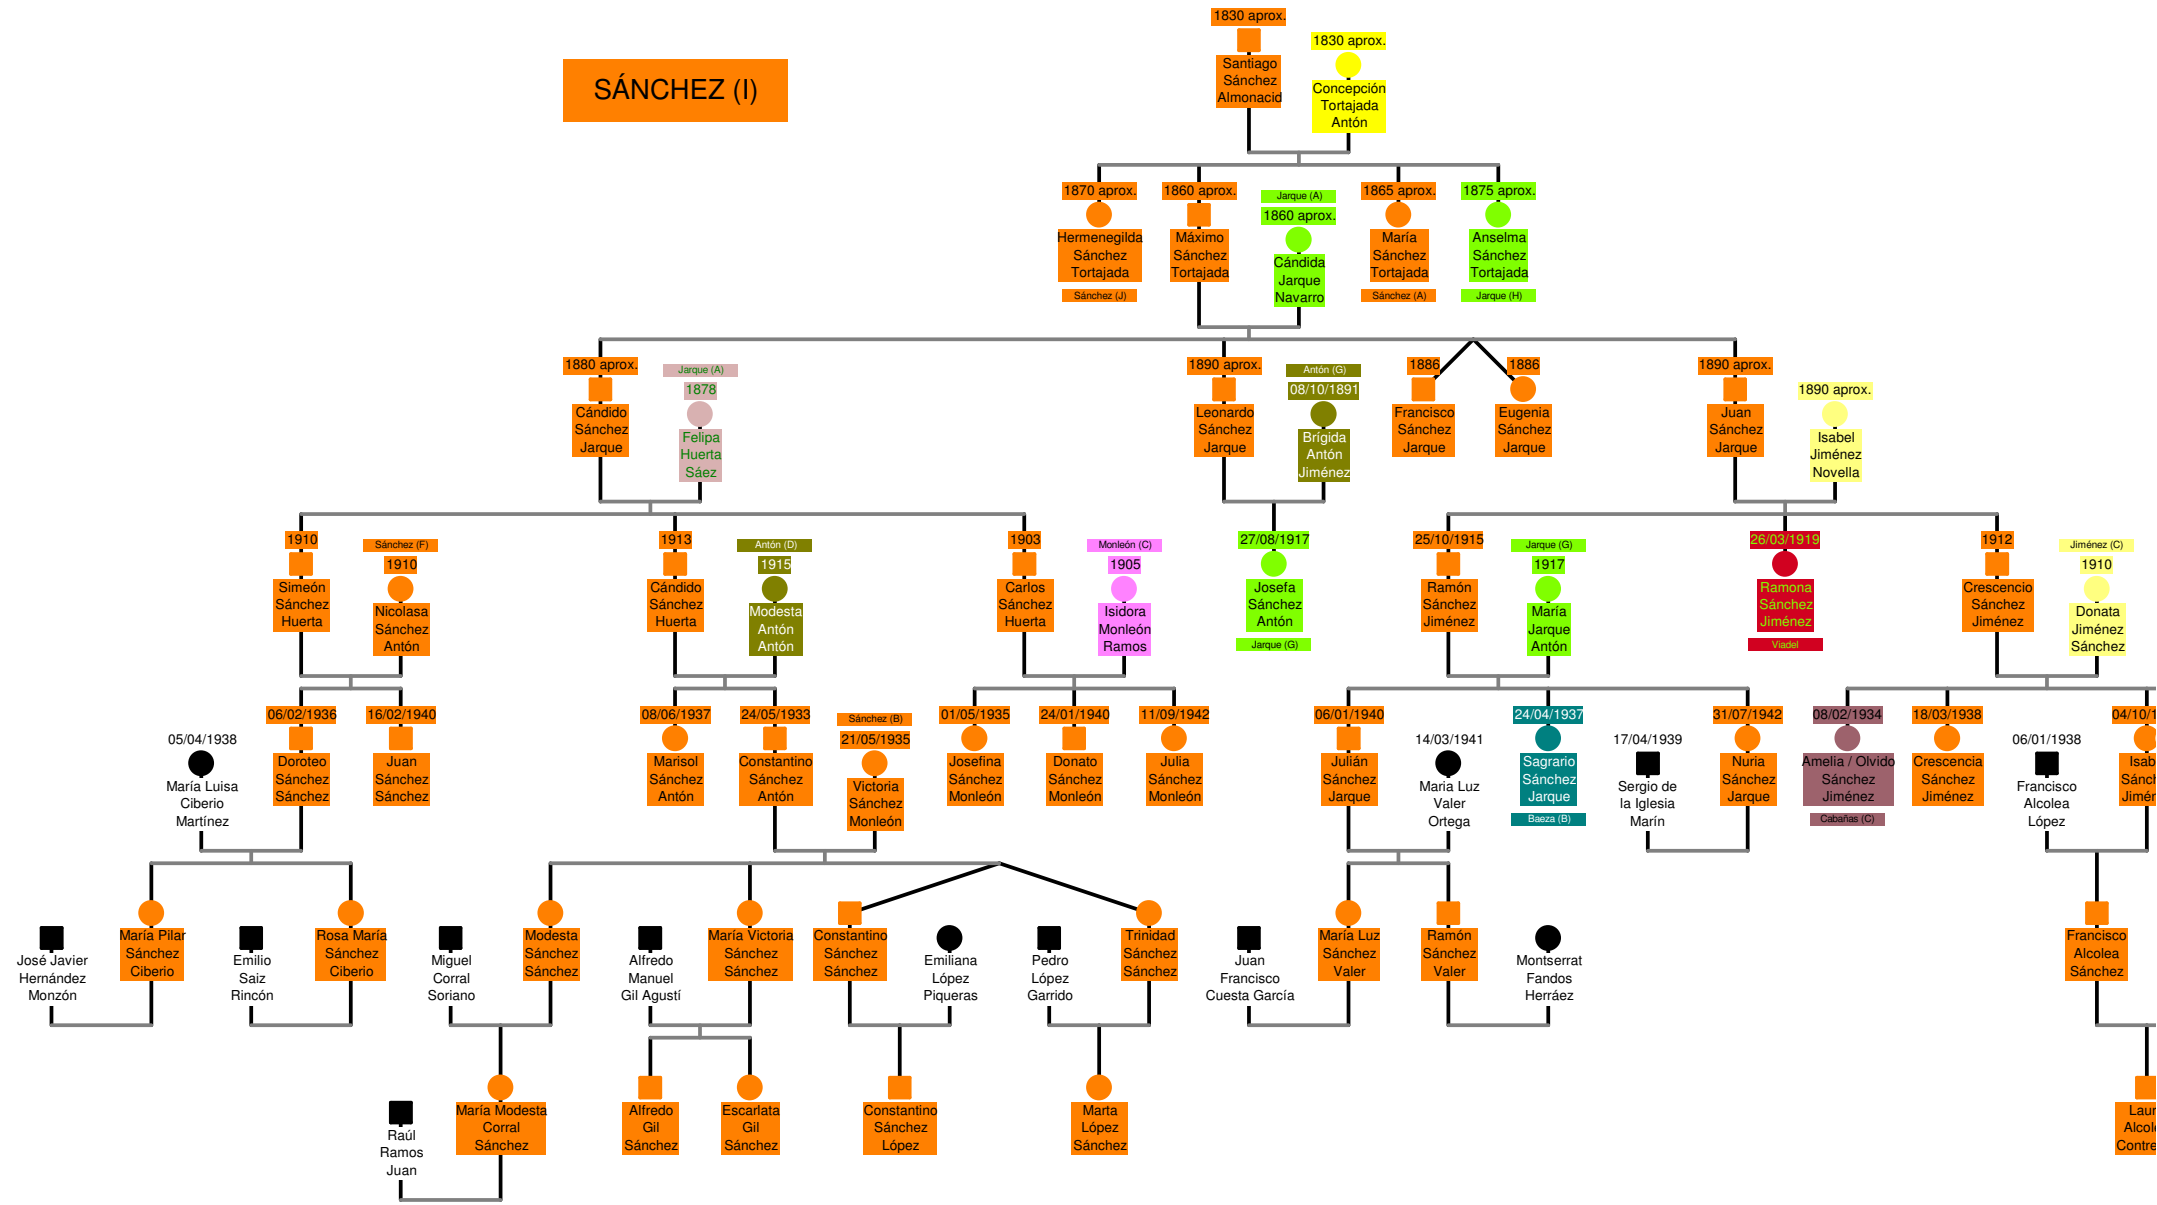 1830 aprox.
Santiago
Sánchez
Almonacid
1830 aprox.
Concepción
Tortajada
Antón
SÁNCHEZ (I)
1870 aprox.
Hermenegilda
Sánchez
Tortajada
Sánchez (J)
1860 aprox.
Máximo
Sánchez
Tortajada
Jarque (A)
1860 aprox.
Cándida
Jarque
Navarro
1865 aprox.
María
Sánchez
Tortajada
Sánchez (A)
1875 aprox.
Anselma
Sánchez
Tortajada
Jarque (H)
1880 aprox.
Cándido
Sánchez
Jarque
Jarque (A)
1878
Felipa
Huerta
Sáez
1890 aprox.
Leonardo
Sánchez
Jarque
Antón (G)
08/10/1891
Brígida
Antón
Jiménez
1886
Francisco
Sánchez
Jarque
1886
Eugenia
Sánchez
Jarque
1890 aprox.
Juan
Sánchez
Jarque
1890 aprox.
Isabel
Jiménez
Novella
1910
Simeón
Sánchez
Huerta
Sánchez (F)
1910
Nicolasa
Sánchez
Antón
1913
Cándido
Sánchez
Huerta
Antón (D)
1915
Modesta
Antón
Antón
1903
Carlos
Sánchez
Huerta
Monleón (C)
1905
Isidora
Monleón
Ramos
27/08/1917
Josefa
Sánchez
Antón
Jarque (G)
25/10/1915
Ramón
Sánchez
Jiménez
Jarque (G)
1917
María
Jarque
Antón
26/03/1919
Ramona
Sánchez
Jiménez
Viadel
1912
Crescencio
Sánchez
Jiménez
Jiménez (C)
1910
Donata
Jiménez
Sánchez
05/04/1938
María Luisa
Ciberio
Martínez
06/02/1936
Doroteo
Sánchez
Sánchez
16/02/1940
Juan
Sánchez
Sánchez
08/06/1937
Marisol
Sánchez
Antón
24/05/1933
Constantino
Sánchez
Antón
Sánchez (B)
21/05/1935
Victoria
Sánchez
Monleón
01/05/1935
Josefina
Sánchez
Monleón
24/01/1940
Donato
Sánchez
Monleón
11/09/1942
Julia
Sánchez
Monleón
06/01/1940
Julián
Sánchez
Jarque
14/03/1941
Maria Luz
Valer
Ortega
24/04/1937
Sagrario
Sánchez
Jarque
Baeza (B)
17/04/1939
Sergio de
la Iglesia
Marín
31/07/1942
Nuria
Sánchez
Jarque
08/02/1934
Amelia / Olvido
Sánchez
Jiménez
Cabañas (C)
18/03/1938
Crescencia
Sánchez
Jiménez
06/01/1938
Francisco
Alcolea
López
04/10/1
Isab
Sánch
Jimén
José Javier
Hernández
Monzón
María Pilar
Sánchez
Ciberio
Emilio
Saiz
Rincón
Rosa María
Sánchez
Ciberio
Miguel
Corral
Soriano
Modesta
Sánchez
Sánchez
Alfredo
Manuel
Gil Agustí
María Victoria
Sánchez
Sánchez
Constantino
Sánchez
Sánchez
Emiliana
López
Piqueras
Pedro
López
Garrido
Trinidad
Sánchez
Sánchez
Juan
Francisco
Cuesta García
María Luz
Sánchez
Valer
Ramón
Sánchez
Valer
Montserrat
Fandos
Herráez
Francisco
Alcolea
Sánchez
Raúl
Ramos
Juan
María Modesta
Corral
Sánchez
Alfredo
Gil
Sánchez
Escarlata
Gil
Sánchez
Constantino
Sánchez
López
Marta
López
Sánchez
Laur
Alcol
Contre